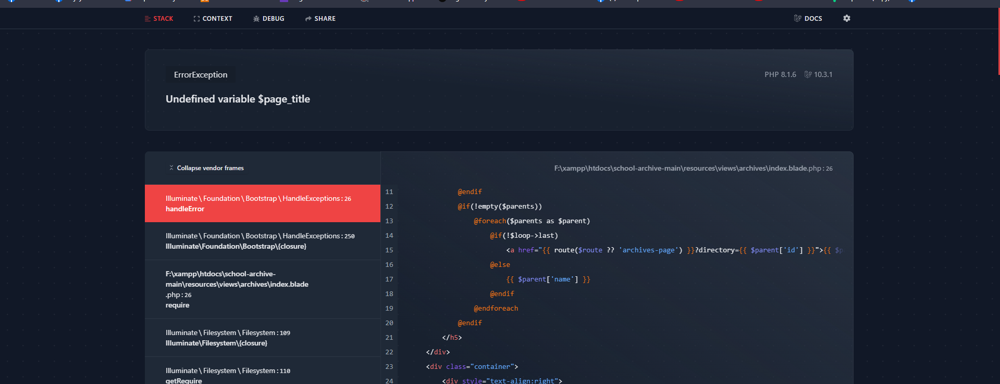 STACK
CONTEXT
DEBUG
SHARE
DOCS
ErrorException
PHP 8.1.6
10.3.1
Undefined variable $page_title
Collapse vendor frames
F:\xampp\htdocs\school-archive-main\resources\views\archives\index.blade.php : 26
Illuminate \ Foundation \ Bootstrap \ HandleExceptions : 26
handleError
Illuminate \ Foundation \ Bootstrap \ HandleExceptions : 250
Illuminate\Foundation\Bootstrap\{closure}
F:\xampp\htdocs\school-archive-
main\resources\views\archives\index.blade
.php : 26
require
Illuminate \ Filesystem \ Filesystem : 109
Illuminate\Filesystem\{closure}
Illuminate \ Filesystem \ Filesystem : 110
getRequire
11 @endif
12 @if(!empty($parents))
13 @foreach($parents as $parent)
14 @if(!$loop->last)
15 <a href="{{ route($route ?? 'archives-page') }}?directory={{ $parent['id'] }}">{{ $p
16 @else
17 {{ $parent['name'] }}
18 @endif
19 @endforeach
20 @endif
21 </h5>
22 </div>
23 <div class="container">
24 <div style="text-align:right">